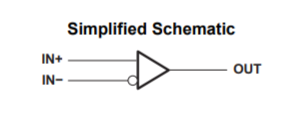 Simplified Schematic
IN+
IN−
OUT